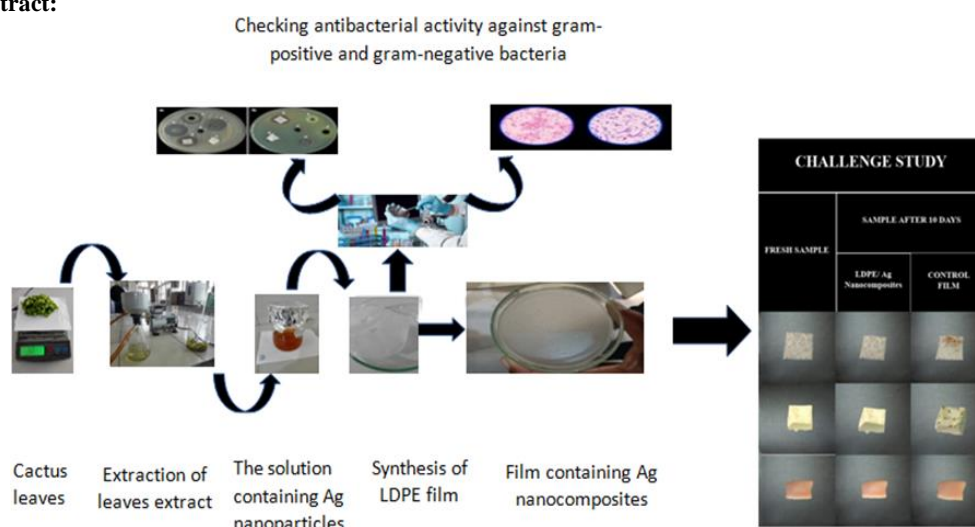 tract:
Checking antibacterial activity against gram-
positive and gram-negative bacteria
CHALLENGE STUDY
FRESH SAMPLE
SAMPLE AFTER 10 DAYS
LDPE/ Ag
Nanocomposites
CONTROL
FILM
Cactus
leaves
Extraction of
leaves extract
The solution
containing Ag
nanoparticles
Synthesis of
LDPE film
Film containing Ag
nanocomposites